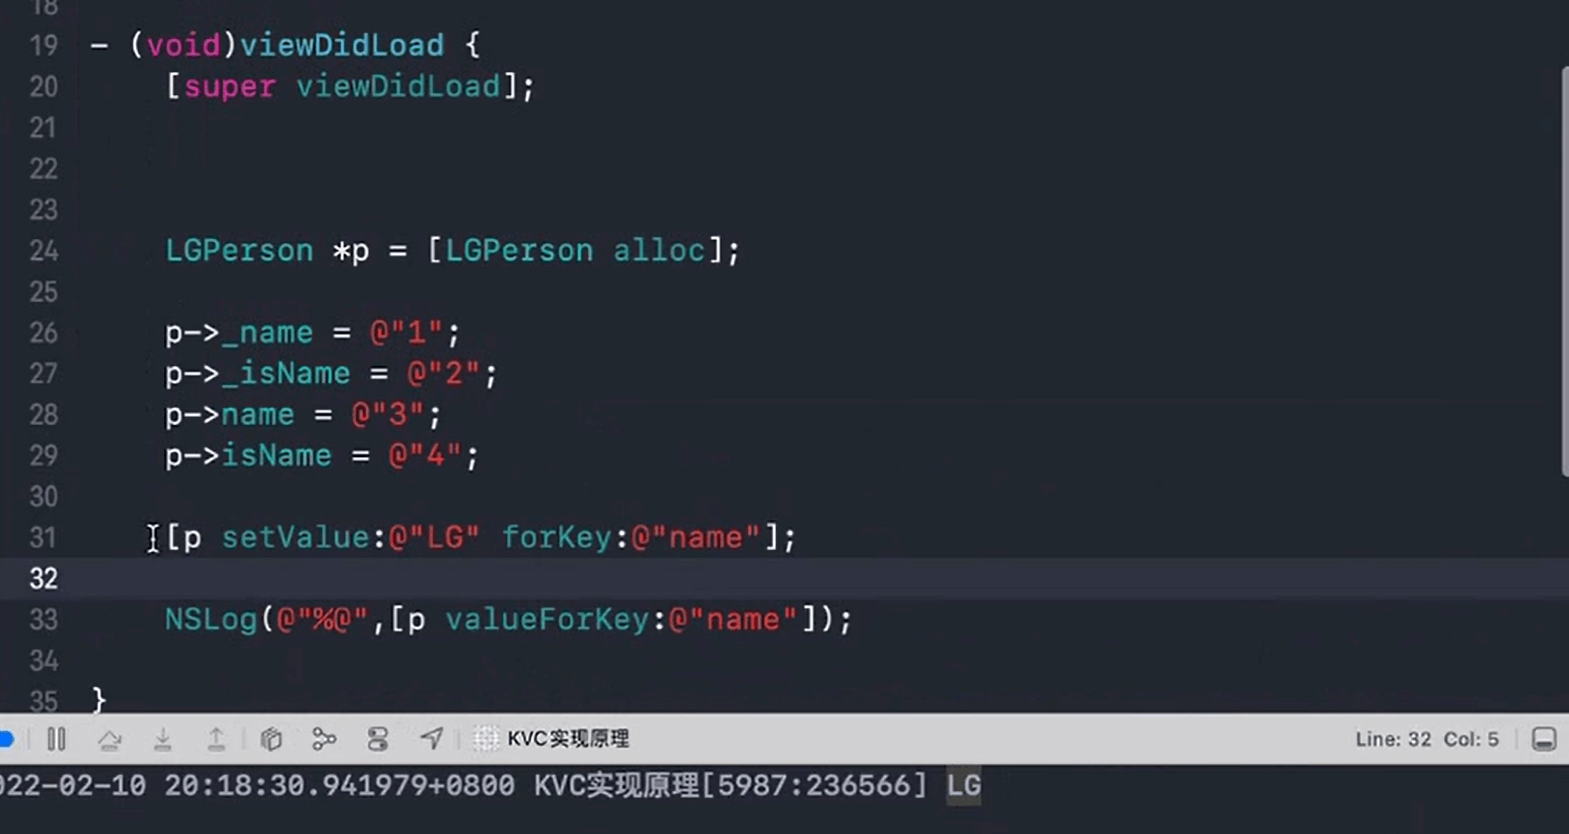 18
19 - (void)viewDidLoad {
20 [super viewDidLoad];
21
22
23
24 LGPerson *p = [LGPerson alloc];
25
26 p->_name = @"1";
27 p->_isName = @"2";
28 p->name = @"3";
29 p->isName = @"4";
30
31 [p setValue:@"LG" forKey:@"name"];
32
33 NSLog(@"%@",[p valueForKey:@"name"]);
34
35 }
KVC实现原理 Line: 32 Col: 5
022-02-10 20:18:30.941979+0800 KVC实现原理[5987:236566] LG